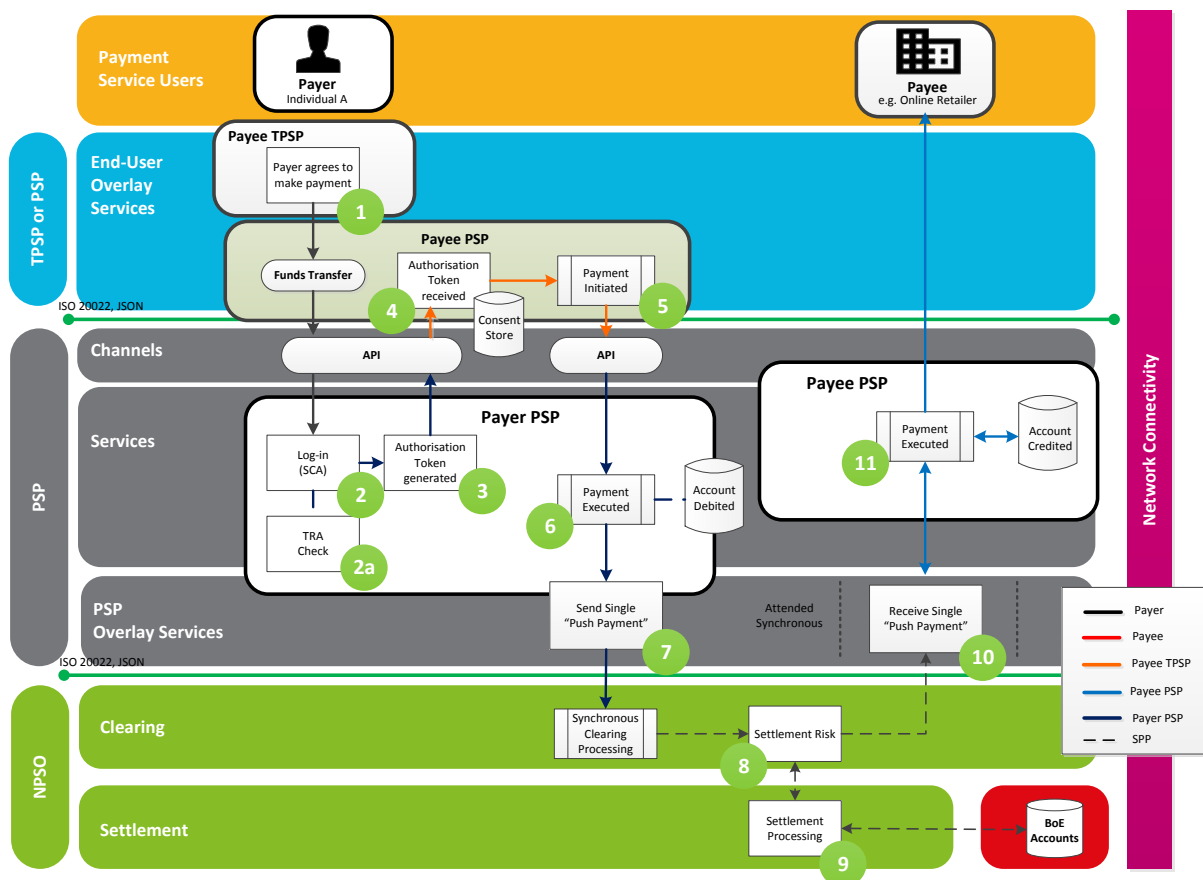 Payment
Service Users
Payer
Individual A
Payee
e.g. Online Retailer
TPSP or PSP
End-User
Overlay
Services
Payee TPSP
Payer agrees to
make payment
1
Payee PSP
Funds Transfer
Authorisation
Token
received
4
Consent
Store
Payment
Initiated
5
ISO 20022, JSON
PSP
Channels
API
API
Services
Payer PSP
Log-in
(SCA)
2
Authorisation
Token
generated
3
TRA
Check
2a
Payment
Executed
6
Account
Debited
Payee PSP
Payment
Executed
11
Account
Credited
PSP
Overlay Services
Send Single
“Push Payment”
7
Attended
Synchronous
Receive Single
“Push Payment”
10
ISO 20022, JSON
NPSO
Clearing
Synchronous
Clearing
Processing
Settlement Risk
8
Settlement
Settlement
Processing
9
BoE
Accounts
Network Connectivity
Payer
Payee
Payee TPSP
Payee PSP
Payer PSP
SPP